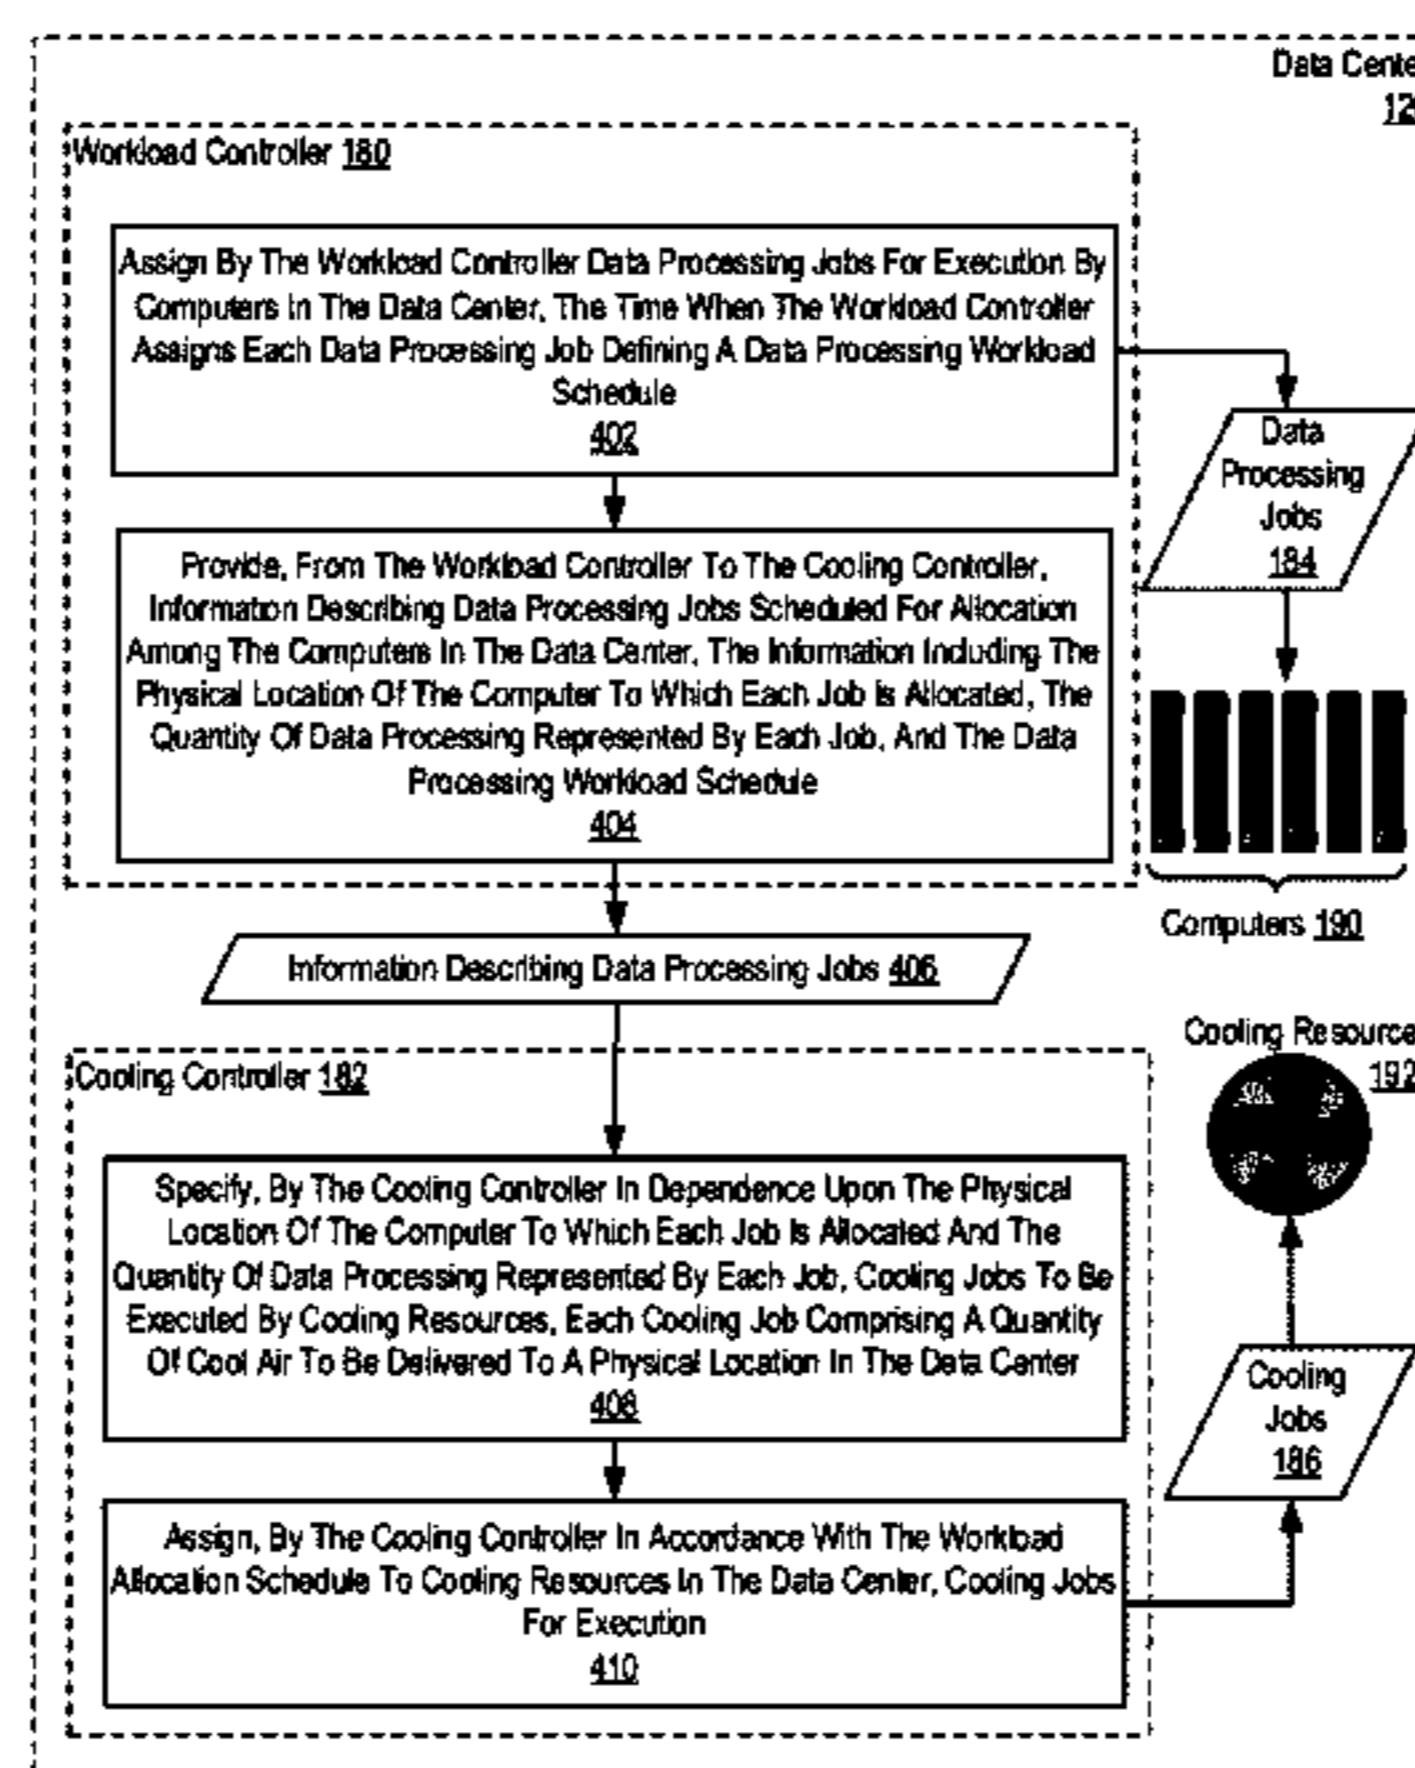 Data Cente
12
Workload Controller 180
Assign By The Workload Controller Data Processing Jobs For Execution By
Computers In The Data Center, The Time When The Workload Controller
Assigns Each Data Processing Job Defining A Data Processing Workload
Schedule
402
Data
Processing
Jobs
184
Provide, From The Workload Controller To The Cooling Controller,
Information Describing Data Processing Jobs Scheduled For Allocation
Among The Computers In The Data Center, The Information Including The
Physical Location Of The Computer To Which Each Job Is Allocated, The
Quantity Of Data Processing Represented By Each Job, And The Data
Processing Workload Schedule
404
Computers 190
Information Describing Data Processing Jobs 406
Cooling Resource
192
Cooling Controller 182
Specify, By The Cooling Controller In Dependence Upon The Physical
Location Of The Computer To Which Each Job Is Allocated And The
Quantity Of Data Processing Represented By Each Job, Cooling Jobs To Be
Executed By Cooling Resources, Each Cooling Job Comprising A Quantity
Of Cool Air To Be Delivered To A Physical Location In The Data Center
408
Cooling
Jobs
186
Assign, By The Cooling Controller In Accordance With The Workload
Allocation Schedule To Cooling Resources In The Data Center, Cooling Jobs
For Execution
410